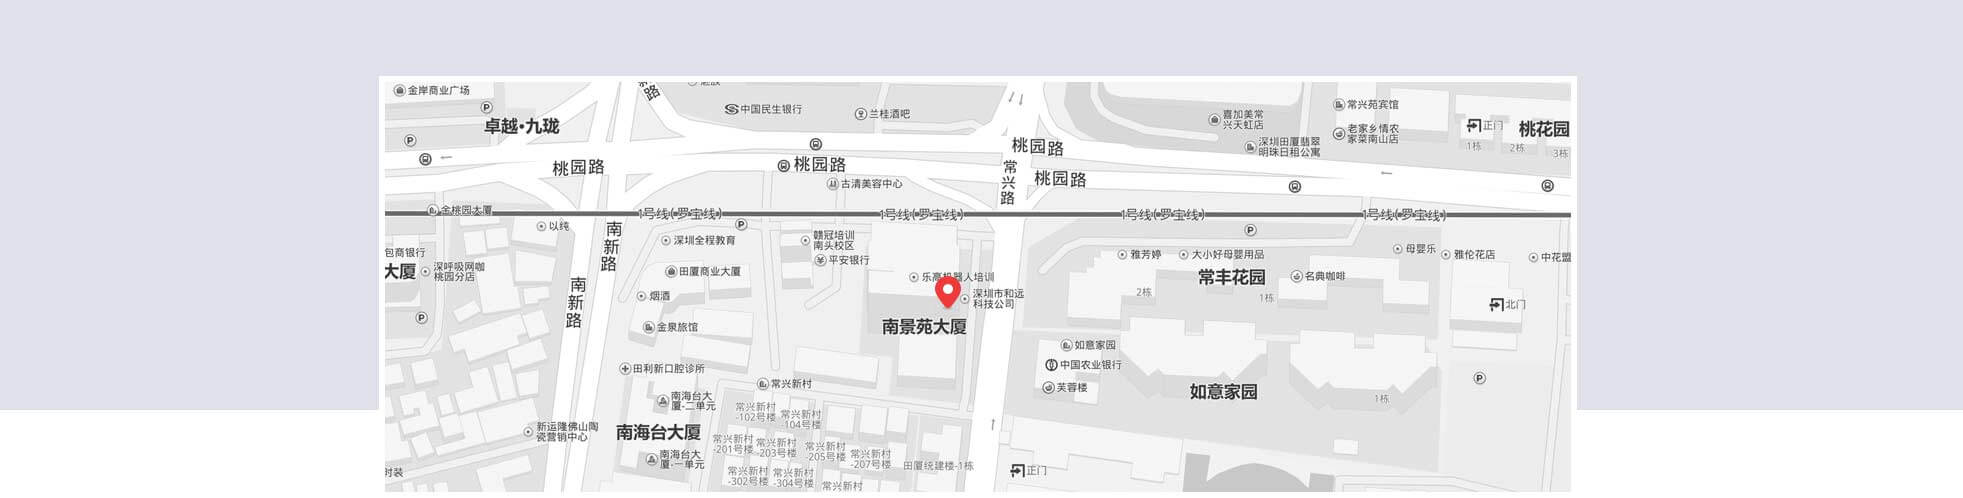 金岸商业广场
卓越·九珑
新
路
中国民生银行
兰桂酒吧
喜加美常
兴天虹店
常兴苑宾馆
老家乡情农
家菜南山店
正门
桃花园
1栋
2栋
3栋
深圳田厦翡翠
明珠日租公寓
桃园路
桃园路
桃园路
桃园路
常
兴
路
古清美容中心
金桃园大厦
1号线(罗宝线)
1号线(罗宝线)
1号线(罗宝线)
1号线(罗宝线)
以纯
南
新
路
深圳全程教育
赣冠培训
南头校区
平安银行
包商银行
大厦
深呼吸网咖
桃园分店
田厦商业大厦
烟酒
南
新
路
金泉旅馆
乐高机器人培训
深圳市和远
科技公司
南景苑大厦
雅芳婷
大小好母婴用品
常丰花园
名典咖啡
2栋
1栋
母婴乐
雅伦花店
中花盟
北门
如意家园
中国农业银行
芙蓉楼
如意家园
1栋
田利新口腔诊所
常兴新村
南海台大
厦-二单元
常兴新村
-102号楼
常兴新村
-104号楼
新运隆佛山陶
瓷营销中心
南海台大厦
南海台大
厦-一单元
常兴新村
-201号楼
常兴新村
-203号楼
常兴新村
-205号楼
常兴新村
-207号楼
田厦统建楼-1栋
正门
时装
常兴新村
-302号楼
常兴新村
-304号楼
常兴新村